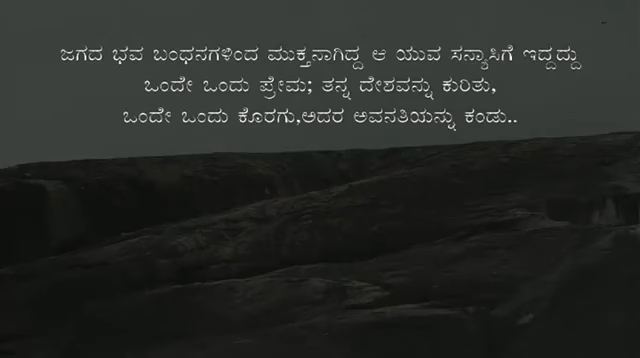 ಜಗದ ಭವ ಬಂಧನಗಳಿಂದ ಮುಕ್ತನಾಗಿದ್ದ ಆ ಯುವ ಸನ್ಯಾಸಿಗೆ ಇದ್ದದ್ದು
ಒಂದೇ ಒಂದು ಪ್ರೇಮ; ತನ್ನ ದೇಶವನ್ನು ಕುರಿತು,
ಒಂದೇ ಒಂದು ಕೊರಗು,ಅದರ ಅವನತಿಯನ್ನು ಕಂಡು..